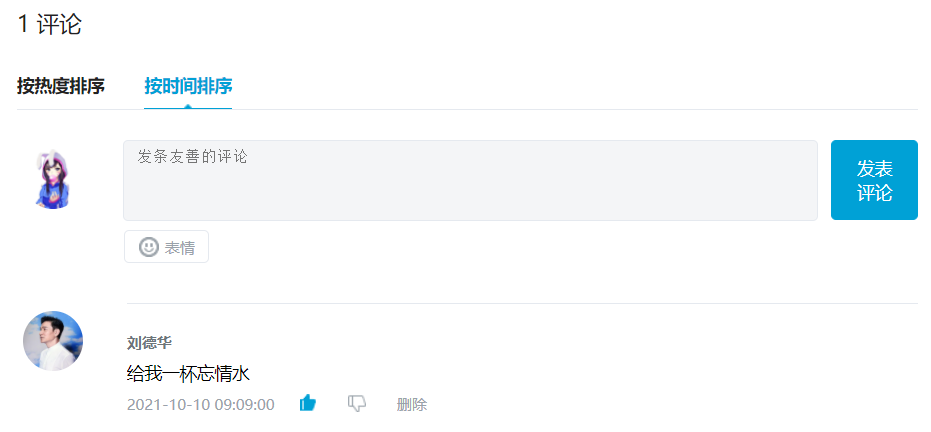 1 评论
按热度排序 按时间排序
发条友善的评论
发表
评论
表情
刘德华
给我一杯忘情水
2021-10-10 09:09:00 删除